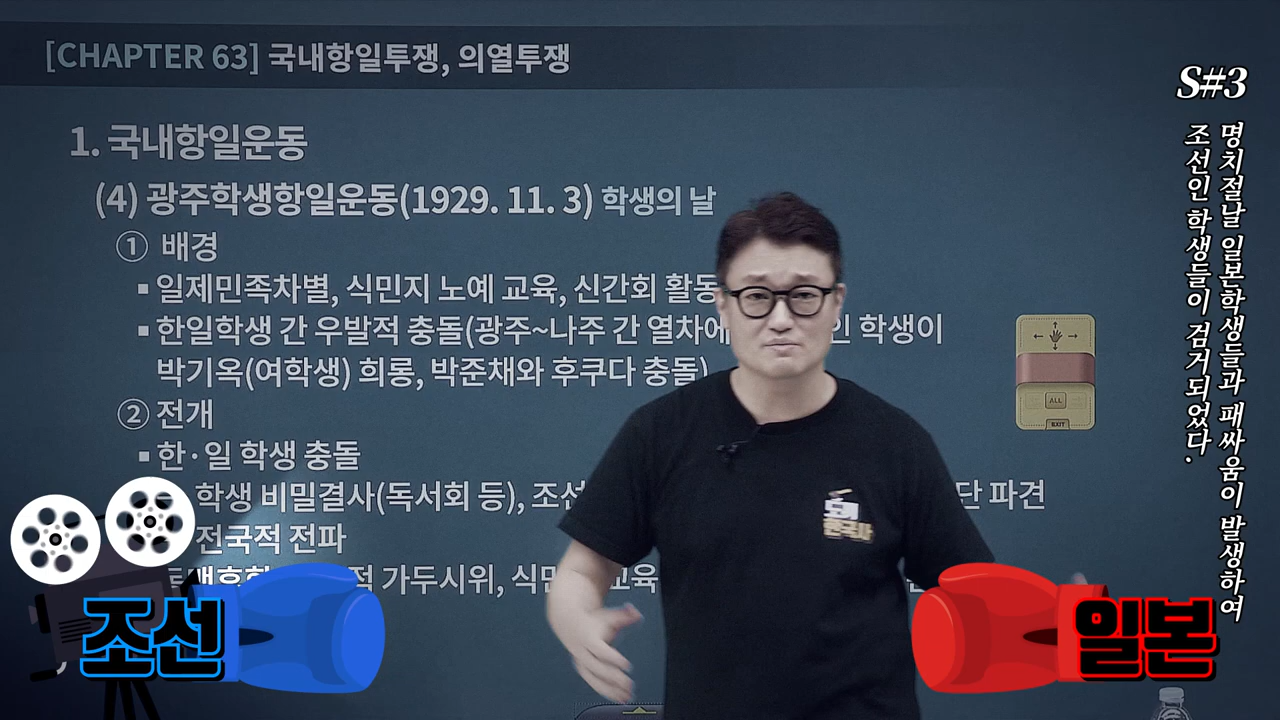 [CHAPTER 63] 국내항일투쟁, 의열투쟁
1. 국내항일운동
(4) 광주학생항일운동(1929. 11. 3) 학생의 날
① 배경
▪ 일제민족차별, 식민지 노예 교육, 신간회 활동
▪ 한일학생 간 우발적 충돌(광주~나주 간 열차에 학생이
박기옥(여학생) 희롱, 박준채와 후쿠다 충돌)
② 전개
▪ 한·일 학생 충돌
학생 비밀결사(독서회 등), 조선 파견
전국적 전파
가두시위, 식민 교육
S#3
명치절날 일본학생들과 패싸움이 발생하여
조선인 학생들이 검거되었다.
ALL
EXIT
한국사
조선
일본